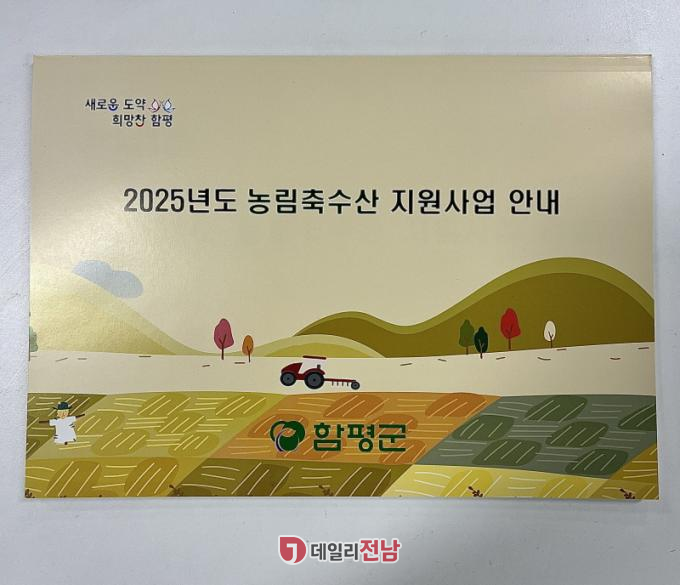 새로운 도약
희망찬 함평
2025년도 농림축수산 지원사업 안내
함평군
데일리전남